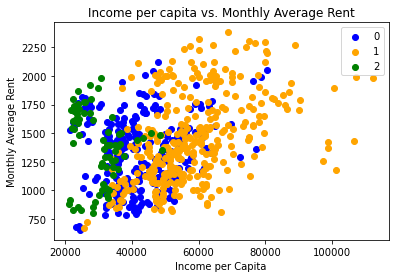 Income per capita vs. Monthly Average Rent
0
1
2
Monthly Average Rent
2250
2000
1750
1500
1250
1000
750
20000 40000 60000 80000 100000
Income per Capita